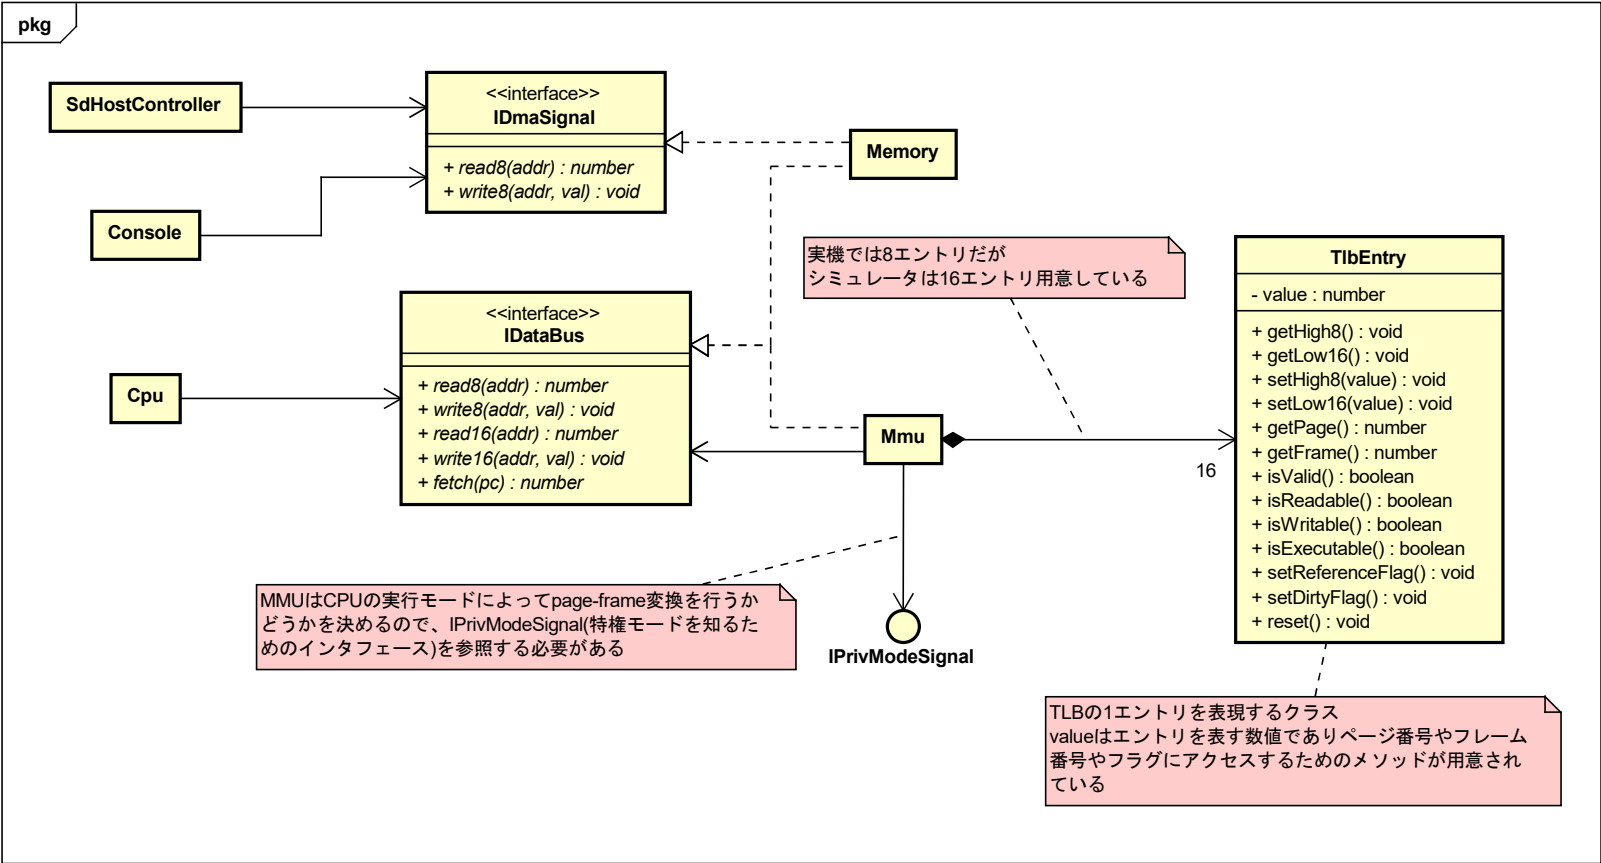 pkg
SdHostController
<<interface>>
IDmaSignal
+ read8(addr) : number
+ write8(addr, val) : void
Memory
Console
実機では8エントリだが
シミュレータは16エントリ用意している
TlbEntry
- value : number
+ getHigh8() : void
+ getLow16() : void
+ setHigh8(value) : void
+ setLow16(value) : void
+ getPage() : number
+ getFrame() : number
+ isValid() : boolean
+ isReadable() : boolean
+ isWritable() : boolean
+ isExecutable() : boolean
+ setReferenceFlag() : void
+ setDirtyFlag() : void
+ reset() : void
<<interface>>
IDataBus
+ read8(addr) : number
+ write8(addr, val) : void
+ read16(addr) : number
+ write16(addr, val) : void
+ fetch(pc) : number
Cpu
Mmu
16
MMUはCPUの実行モードによってpage-frame変換を行うか
どうかを決めるので、IPrivModeSignal(特権モードを知るた
めのインタフェース)を参照する必要がある
IPrivModeSignal
TLBの1エントリを表現するクラス
valueはエントリを表す数値でありページ番号やフレーム
番号やフラグにアクセスするためのメソッドが用意され
ている